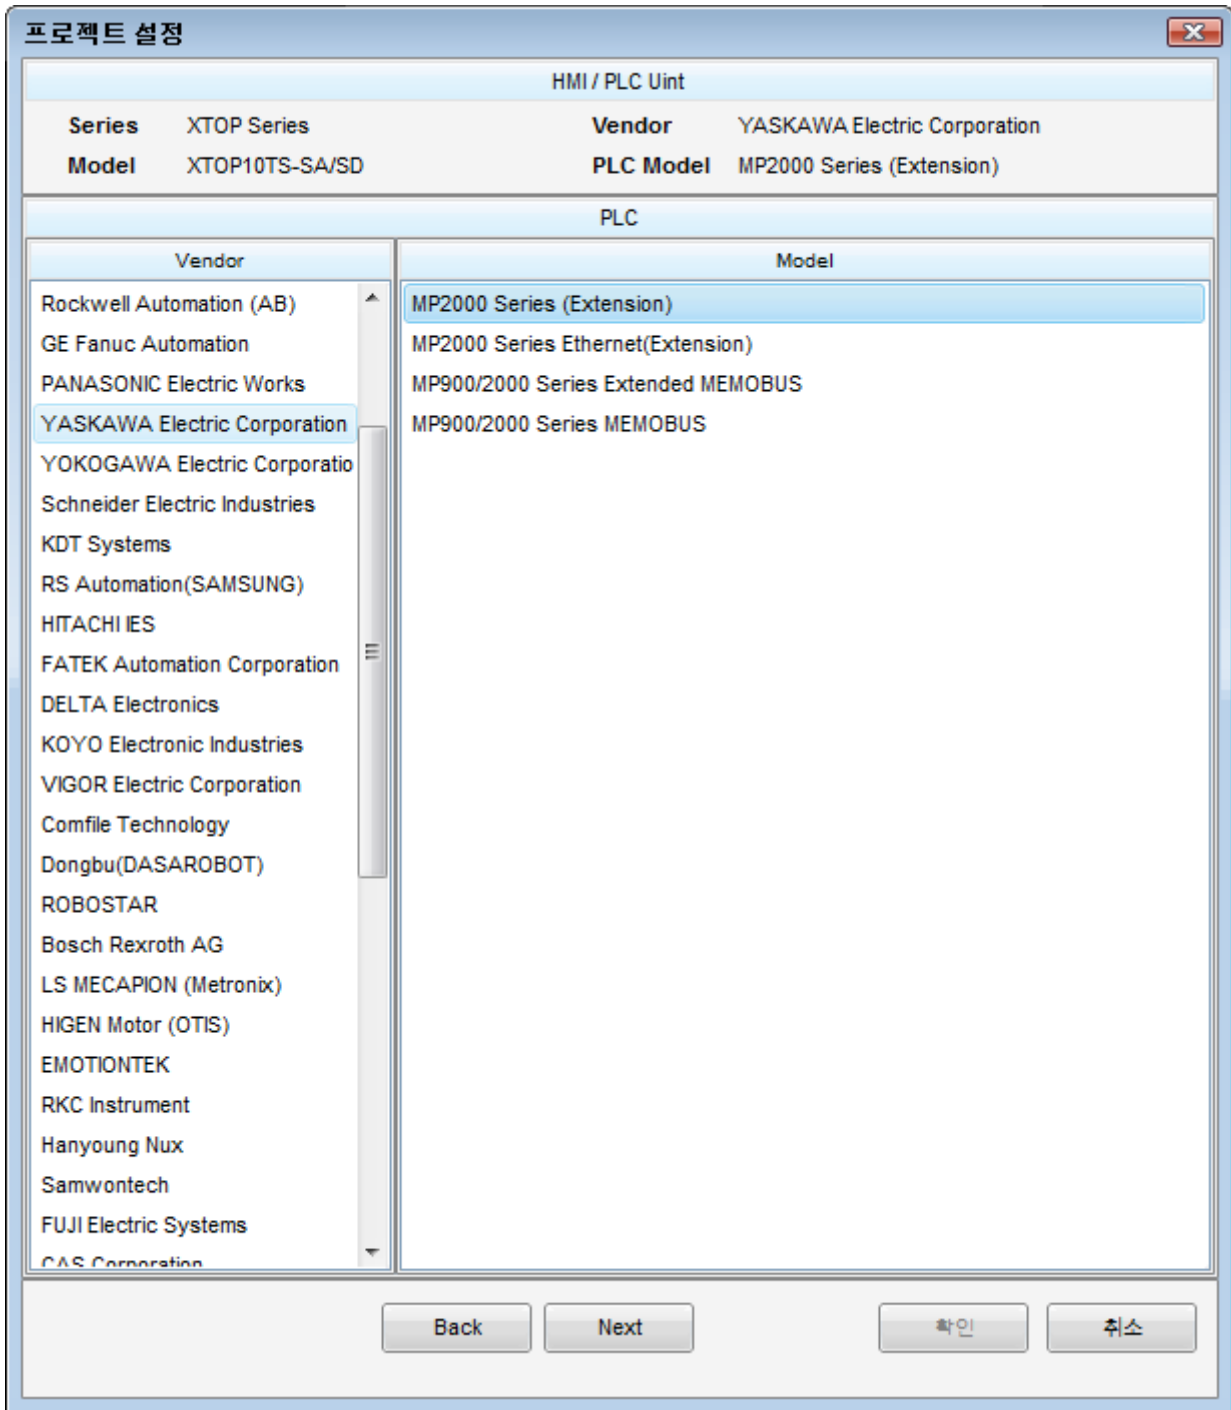 프로젝트 설정
HMI / PLC Uint
Series XTOP Series Vendor YASKAWA Electric Corporation
Model XTOP10TS-SA/SD PLC Model MP2000 Series (Extension)
PLC
Vendor
Model
Rockwell Automation (AB)
GE Fanuc Automation
PANASONIC Electric Works
YASKAWA Electric Corporation
YOKOGAWA Electric Corporatio
Schneider Electric Industries
KDT Systems
RS Automation(SAMSUNG)
HITACHI IES
FATEK Automation Corporation
DELTA Electronics
KOYO Electronic Industries
VIGOR Electric Corporation
Comfile Technology
Dongbu(DASAROBOT)
ROBOSTAR
Bosch Rexroth AG
LS MECAPION (Metronix)
HIGEN Motor (OTIS)
EMOTIONTEK
RKC Instrument
Hanyoung Nux
Samwontech
FUJI Electric Systems
CAS Corporation
MP2000 Series (Extension)
MP2000 Series Ethernet(Extension)
MP900/2000 Series Extended MEMOBUS
MP900/2000 Series MEMOBUS
Back Next 확인 취소